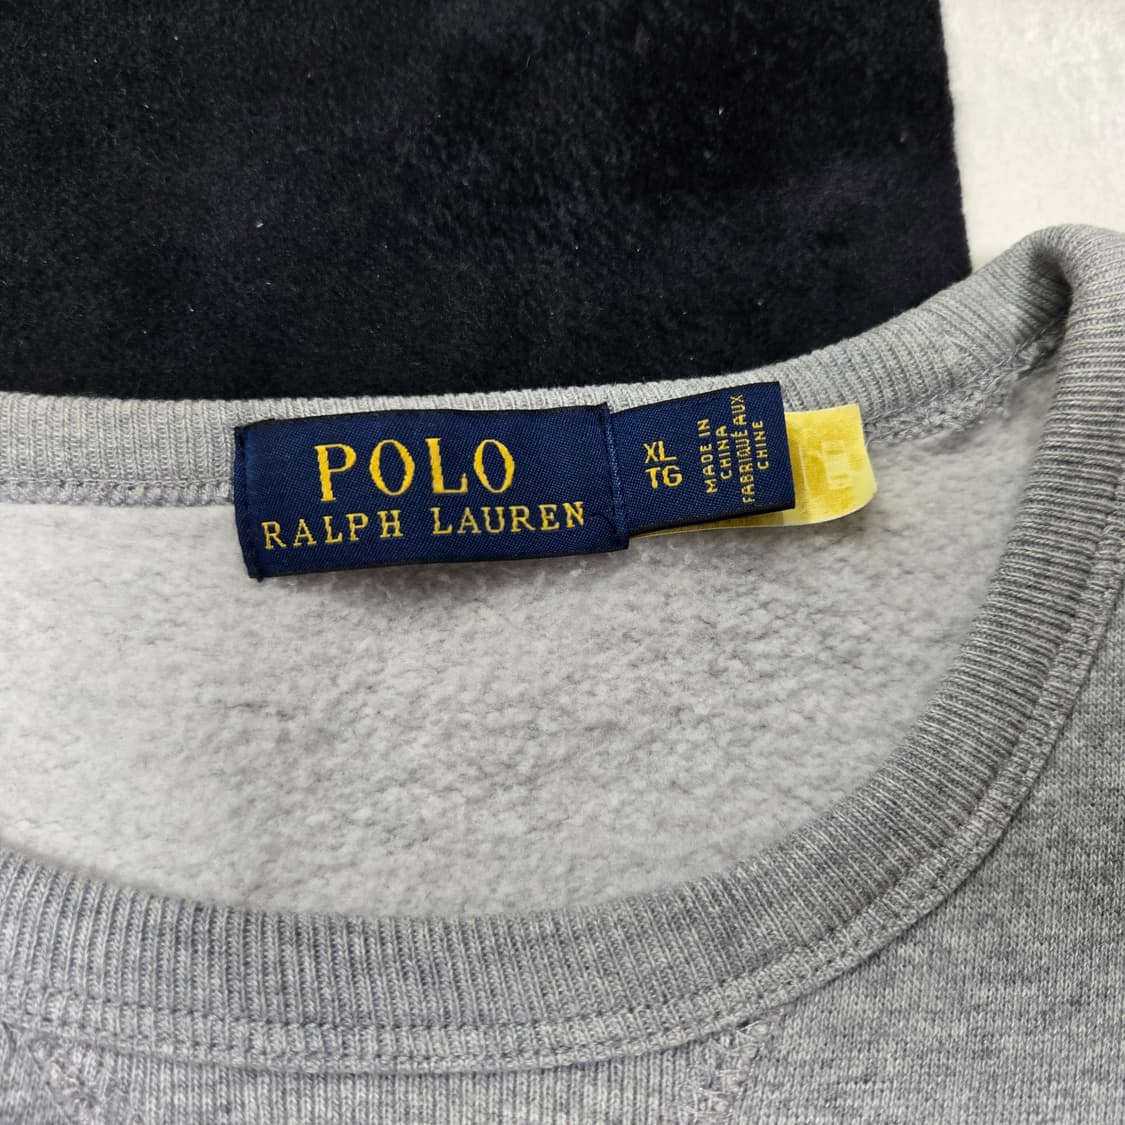 POLO
RALPH LAUREN
XL
TG
MADE IN
CHINA
FABRIQUÉ AUX
CHINE